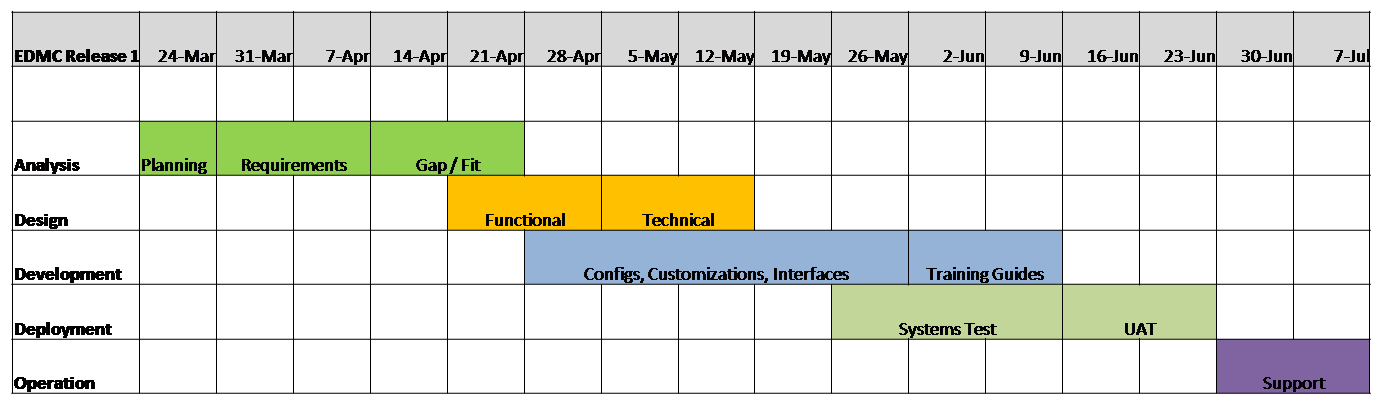 EDMC Release 1 24-Mar 31-Mar 7-Apr 14-Apr 21-Apr 28-Apr 5-May 12-May 19-May 26-May 2-Jun 9-Jun 16-Jun 23-Jun 30-Jun 7-Jul
Analysis Planning Requirements Gap / Fit
Design Functional Technical
Development Configs, Customizations, Interfaces Training Guides
Deployment Systems Test UAT
Operation Support